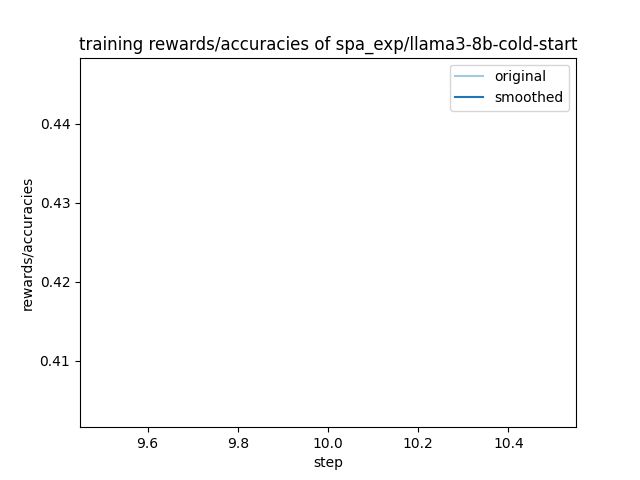 training rewards/accuracies of spa_exp/llama3-8b-cold-start
original
smoothed
rewards/accuracies
0.44
0.43
0.42
0.41
9.6 9.8 10.0 10.2 10.4
step